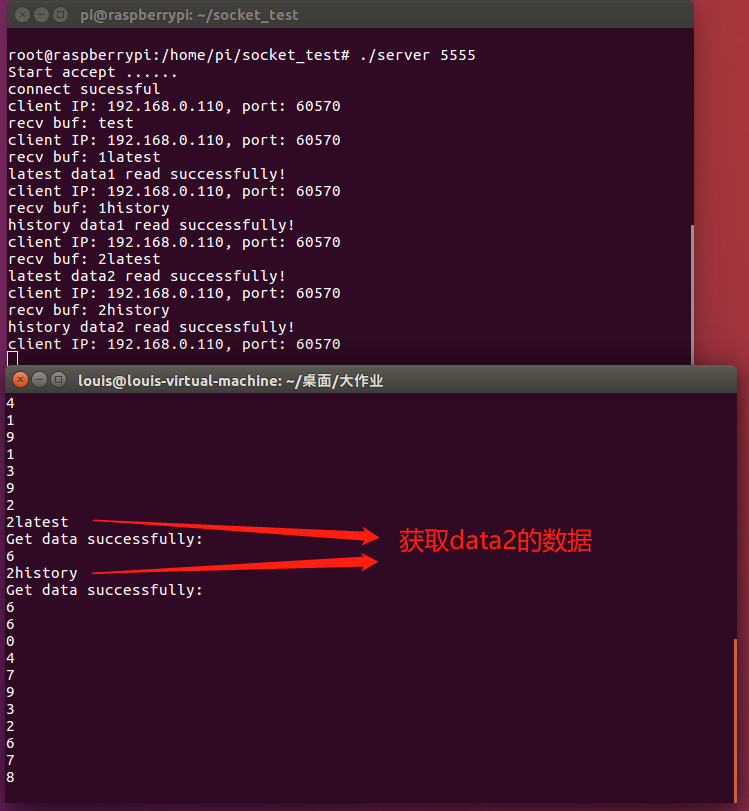 pi@raspberrypi: ~/socket_test
root@raspberrypi:/home/pi/socket_test# ./server 5555
Start accept ......
connect sucessful
client IP: 192.168.0.110, port: 60570
recv buf: test
client IP: 192.168.0.110, port: 60570
recv buf: 1latest
latest data1 read successfully!
client IP: 192.168.0.110, port: 60570
recv buf: 1history
history data1 read successfully!
client IP: 192.168.0.110, port: 60570
recv buf: 2latest
latest data2 read successfully!
client IP: 192.168.0.110, port: 60570
recv buf: 2history
history data2 read successfully!
client IP: 192.168.0.110, port: 60570
louis@louis-virtual-machine: ~/桌面/大作业
4
1
9
1
3
9
2
2latest
Get data successfully:
获取data2的数据
6
2history
Get data successfully:
6
6
0
4
7
9
3
2
6
7
8